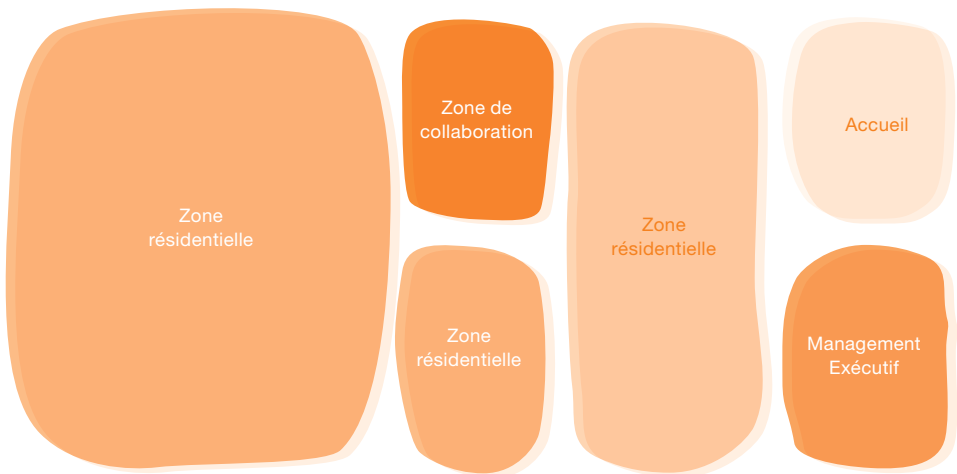 Zone
résidentielle
Zone de
collaboration
Zone
résidentielle
Zone
résidentielle
Accueil
Management
Exécutif